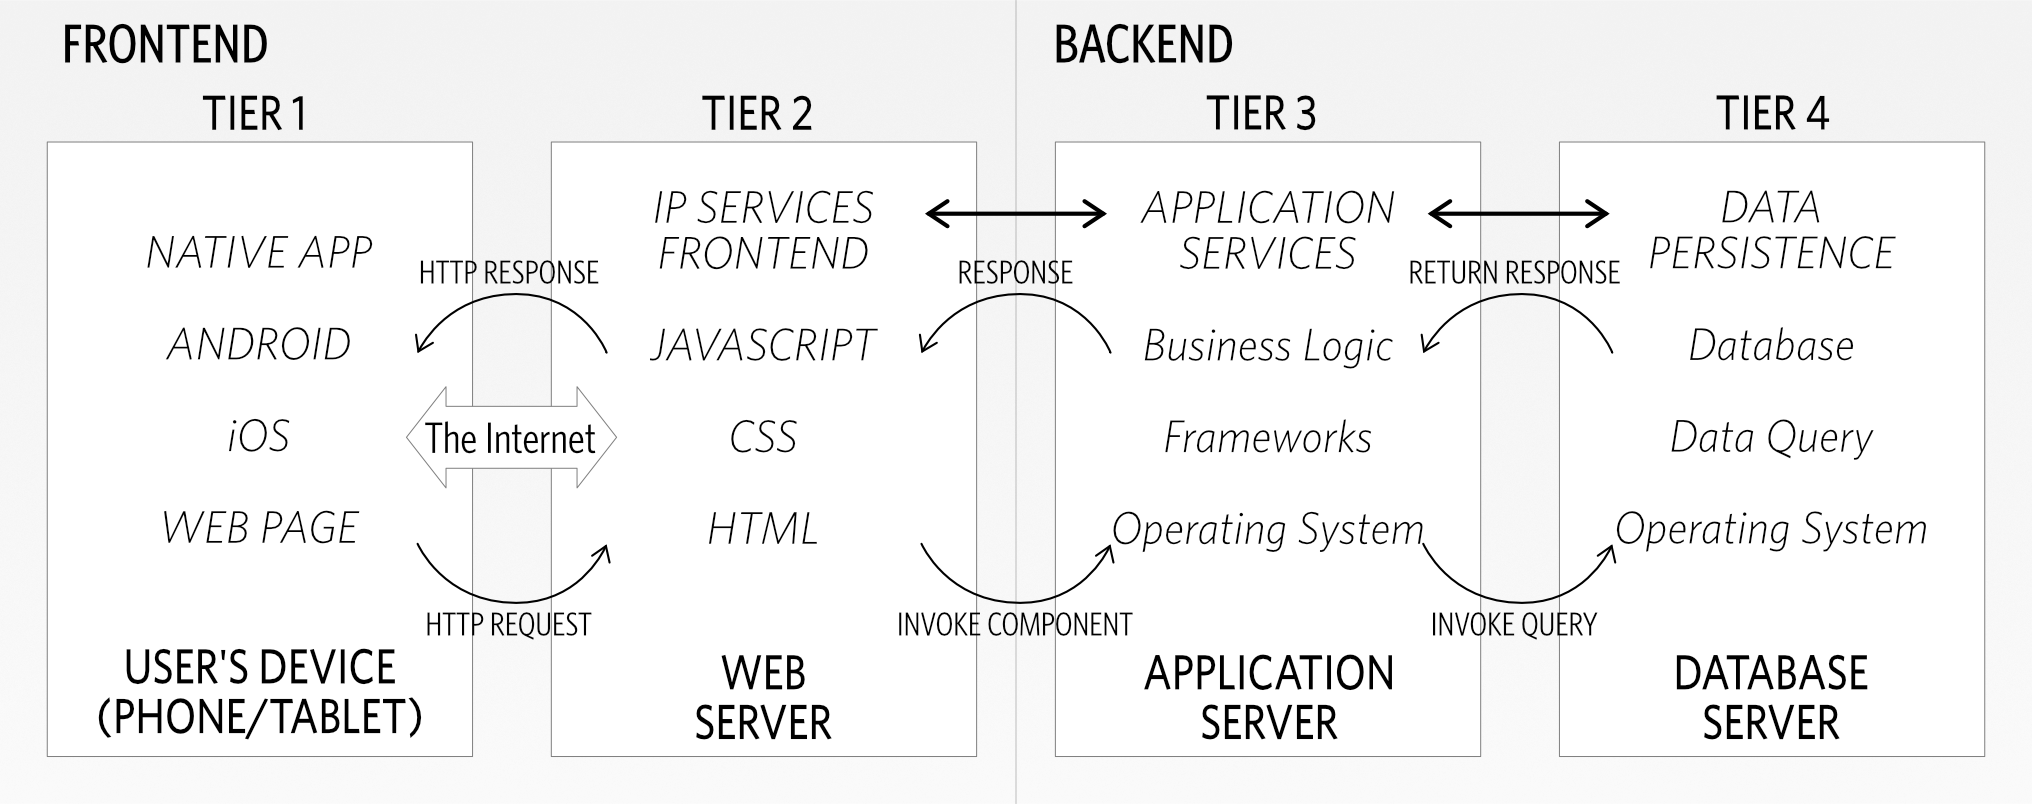 FRONTEND
BACKEND
TIER 1
TIER 2
TIER 3
TIER 4
NATIVE APP
ANDROID
iOS
WEB PAGE
USER'S DEVICE
(PHONE/TABLET)
HTTP RESPONSE
The Internet
HTTP REQUEST
IP SERVICES
FRONTEND
JAVASCRIPT
CSS
HTML
WEB
SERVER
RESPONSE
INVOKE COMPONENT
APPLICATION
SERVICES
Business Logic
Frameworks
Operating System
APPLICATION
SERVER
RETURN RESPONSE
INVOKE QUERY
DATA
PERSISTENCE
Database
Data Query
Operating System
DATABASE
SERVER